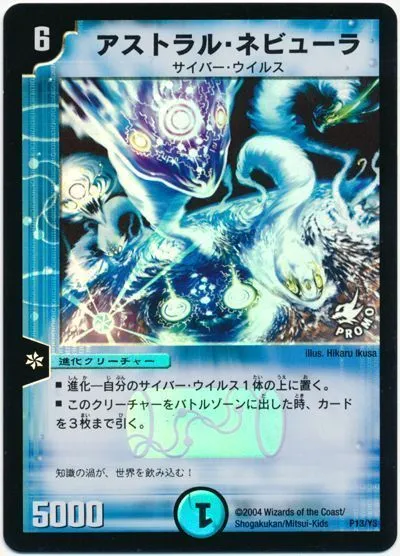 6
アストラル・ネビューラ
サイバー・ウイルス
PROMO
illus. Hikaru Ikusa
進化クリーチャー
■ 進化—自分のサイバー・ウイルス1体の上に置く。
■ このクリーチャーをバトルゾーンに出した時、カード
を3枚まで引く。
知識の渦が、世界を飲み込む!
5000
1
©2004 Wizards of the Coast/
Shogakukan/Mitsui-Kids
P13/Y3